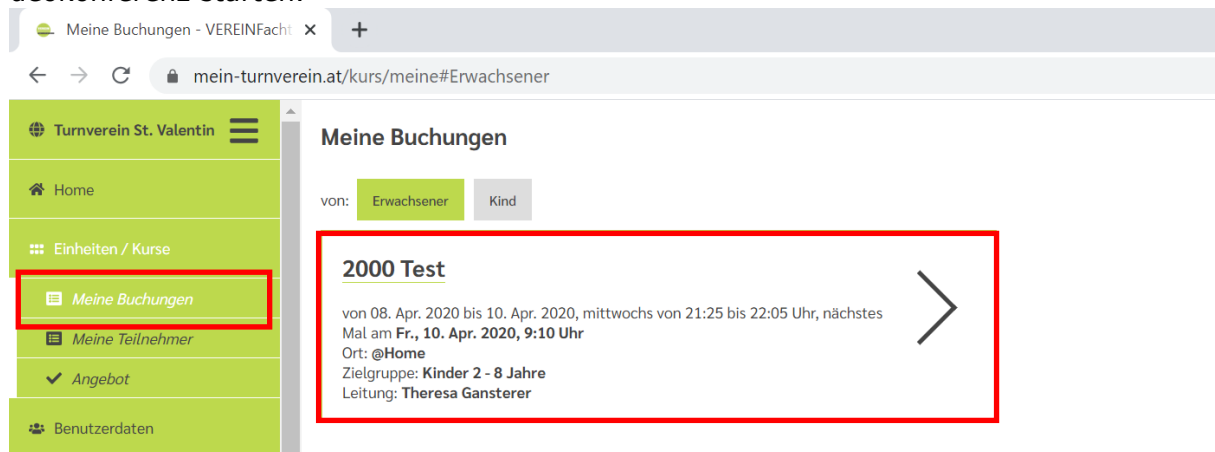 deokonferenz starten.
Meine Buchungen - VEREINFacht
mein-turnverein.at/kurs/meine#Erwachsener
Turnverein St. Valentin
Meine Buchungen
Home
von: Erwachsener Kind
Einheiten / Kurse
2000 Test
Meine Buchungen
von 08. Apr. 2020 bis 10. Apr. 2020, mittwochs von 21:25 bis 22:05 Uhr, nächstes
Mal am Fr., 10. Apr. 2020, 9:10 Uhr
Meine Teilnehmer
Ort: @Home
Zielgruppe: Kinder 2 - 8 Jahre
Angebot
Leitung: Theresa Gansterer
Benutzerdaten